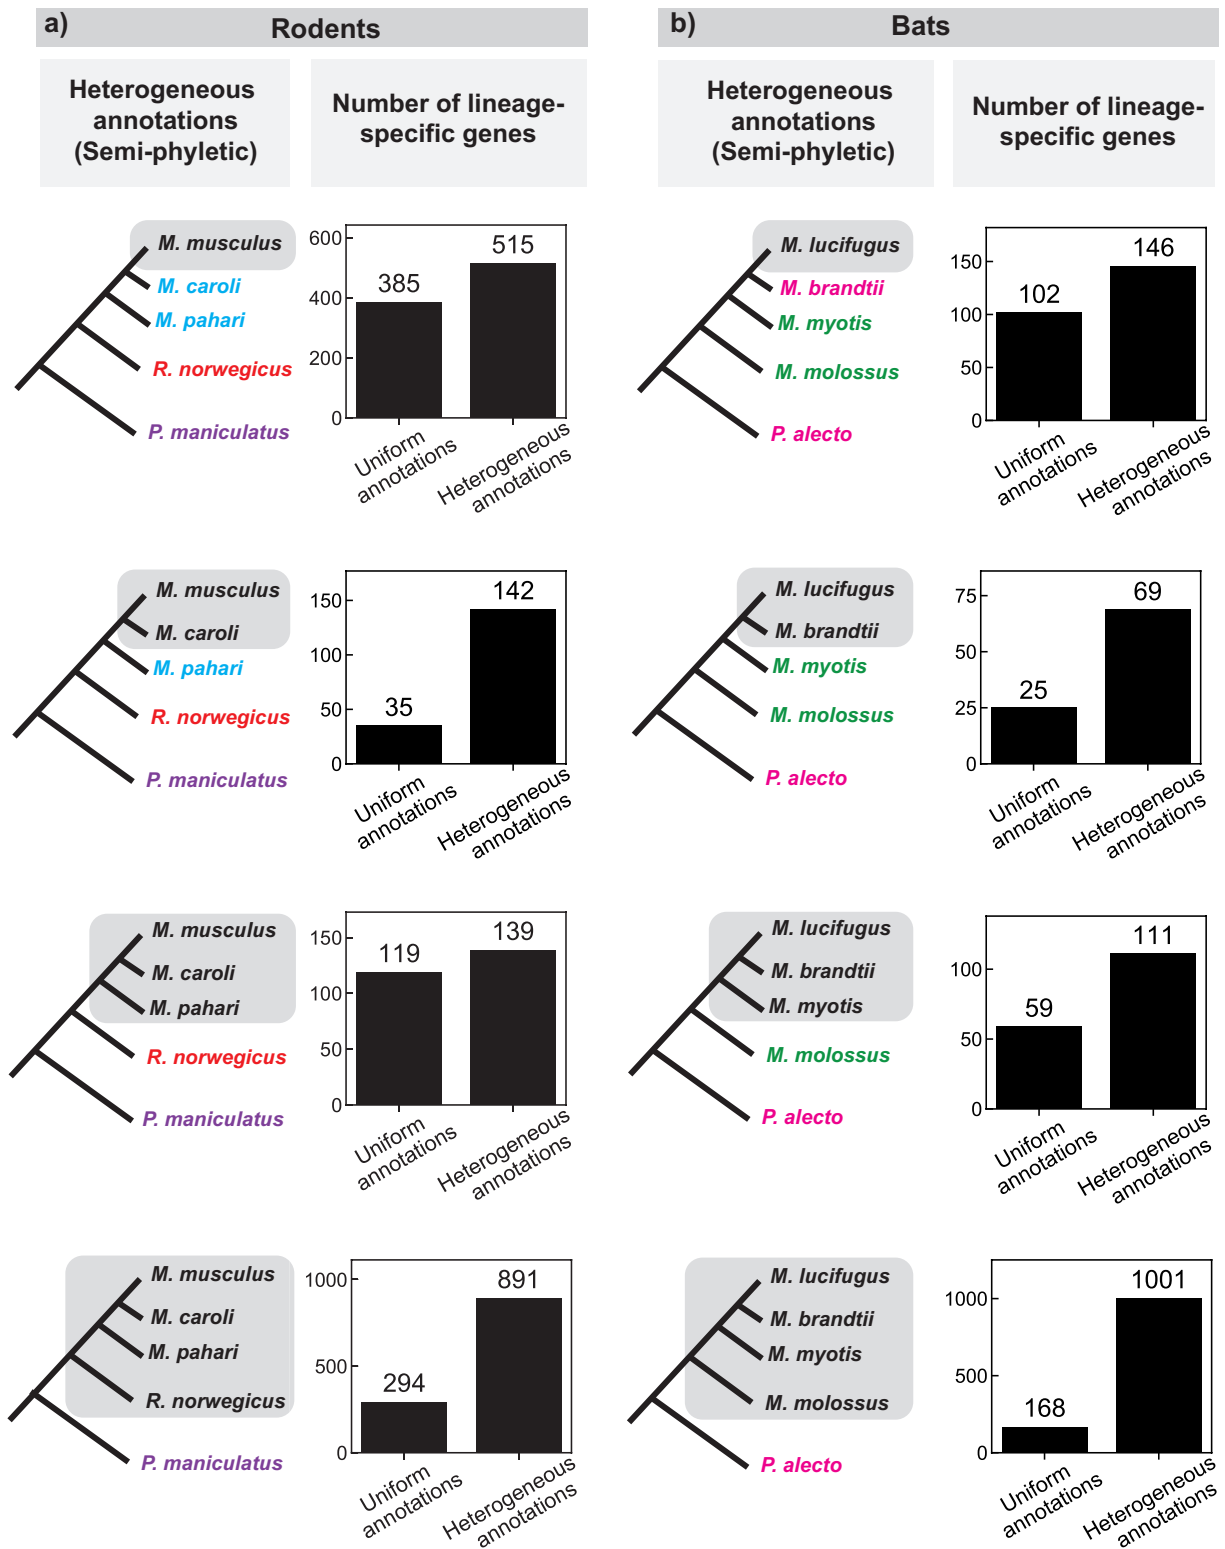 a)
Rodents
Heterogeneous
annotations
(Semi-phyletic)
Number of lineage-
specific genes
M. musculus
M. caroli
M. pahari
R. norwegicus
P. maniculatus
600
400
200
0
385
515
Uniform
annotations
Heterogeneous
annotations
M. musculus
M. caroli
M. pahari
R. norwegicus
P. maniculatus
150
100
50
0
35
142
Uniform
annotations
Heterogeneous
annotations
M. musculus
M. caroli
M. pahari
R. norwegicus
P. maniculatus
150
100
50
0
119
139
Uniform
annotations
Heterogeneous
annotations
M. musculus
M. caroli
M. pahari
R. norwegicus
P. maniculatus
1000
500
0
294
891
Uniform
annotations
Heterogeneous
annotations
b)
Bats
Heterogeneous
annotations
(Semi-phyletic)
Number of lineage-
specific genes
M. lucifugus
M. brandtii
M. myotis
M. molossus
P. alecto
150
100
50
0
102
146
Uniform
annotations
Heterogeneous
annotations
M. lucifugus
M. brandtii
M. myotis
M. molossus
P. alecto
75
50
25
0
25
69
Uniform
annotations
Heterogeneous
annotations
M. lucifugus
M. brandtii
M. myotis
M. molossus
P. alecto
100
50
0
59
111
Uniform
annotations
Heterogeneous
annotations
M. lucifugus
M. brandtii
M. myotis
M. molossus
P. alecto
1000
500
0
168
1001
Uniform
annotations
Heterogeneous
annotations